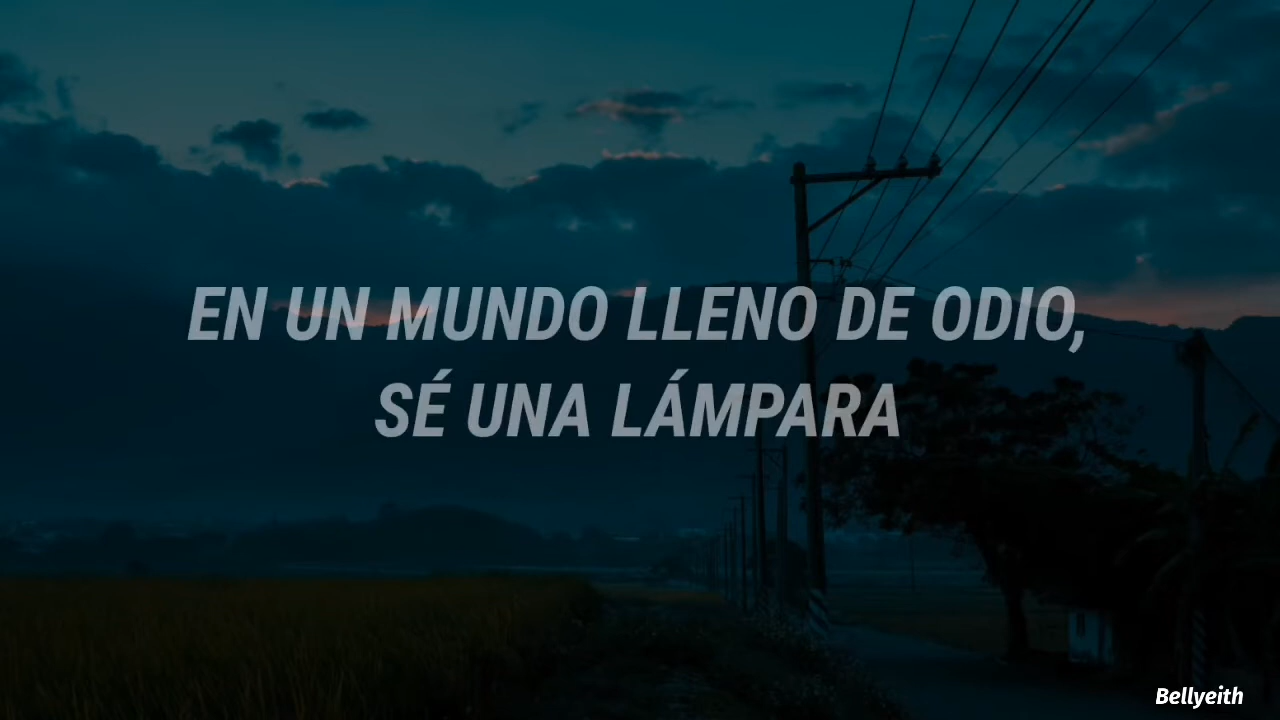 EN UN MUNDO LLENO DE ODIO,
SÉ UNA LÁMPARA
Bellyeith